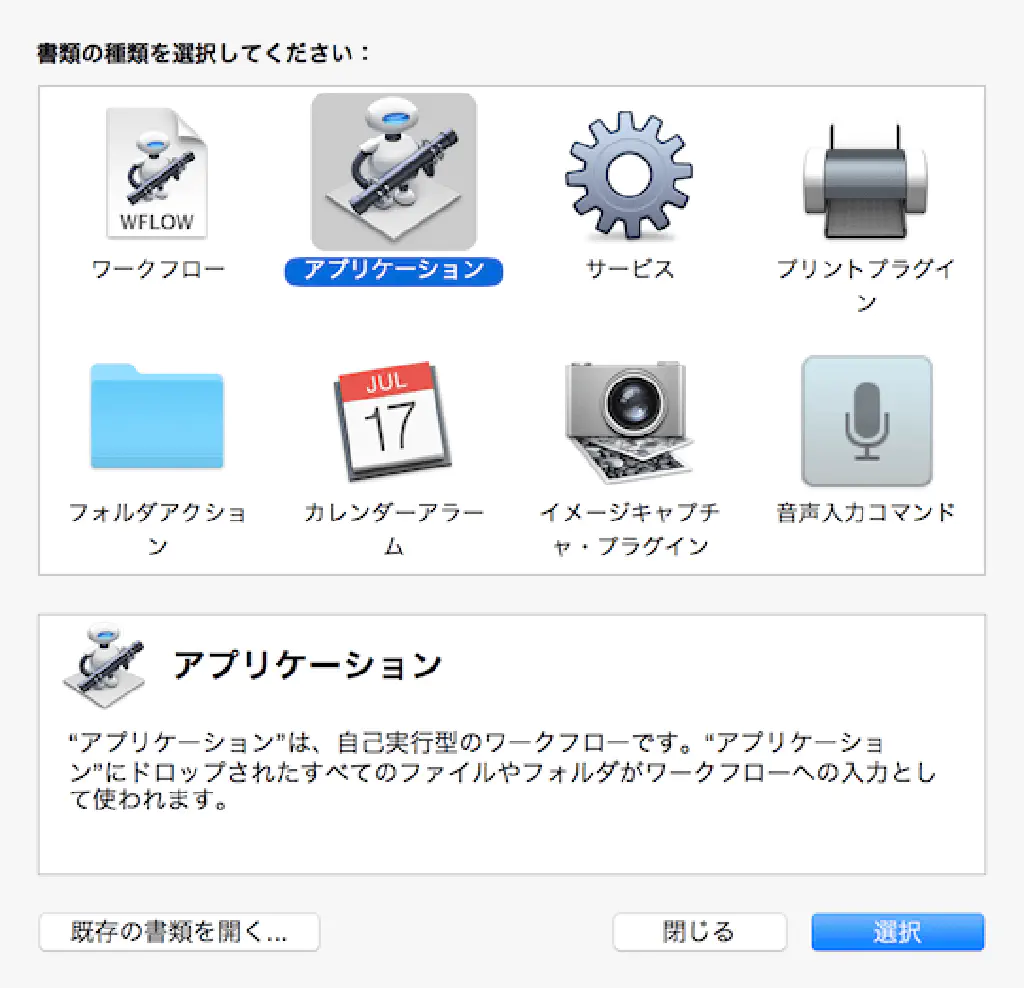 書類の種類を選択してください：
WFLOW
ワークフロー
アプリケーション
サービス
プリントプラグイ
ン
フォルダアクショ
ン
JUL
17
カレンダーアラー
ム
イメージキャプチ
ャ・プラグイン
音声入力コマンド
アプリケーション
“アプリケーション”は、自己実行型のワークフローです。“アプリケーショ
ン”にドロップされたすべてのファイルやフォルダがワークフローへの入力とし
て使われます。
既存の書類を開く...
閉じる
選択